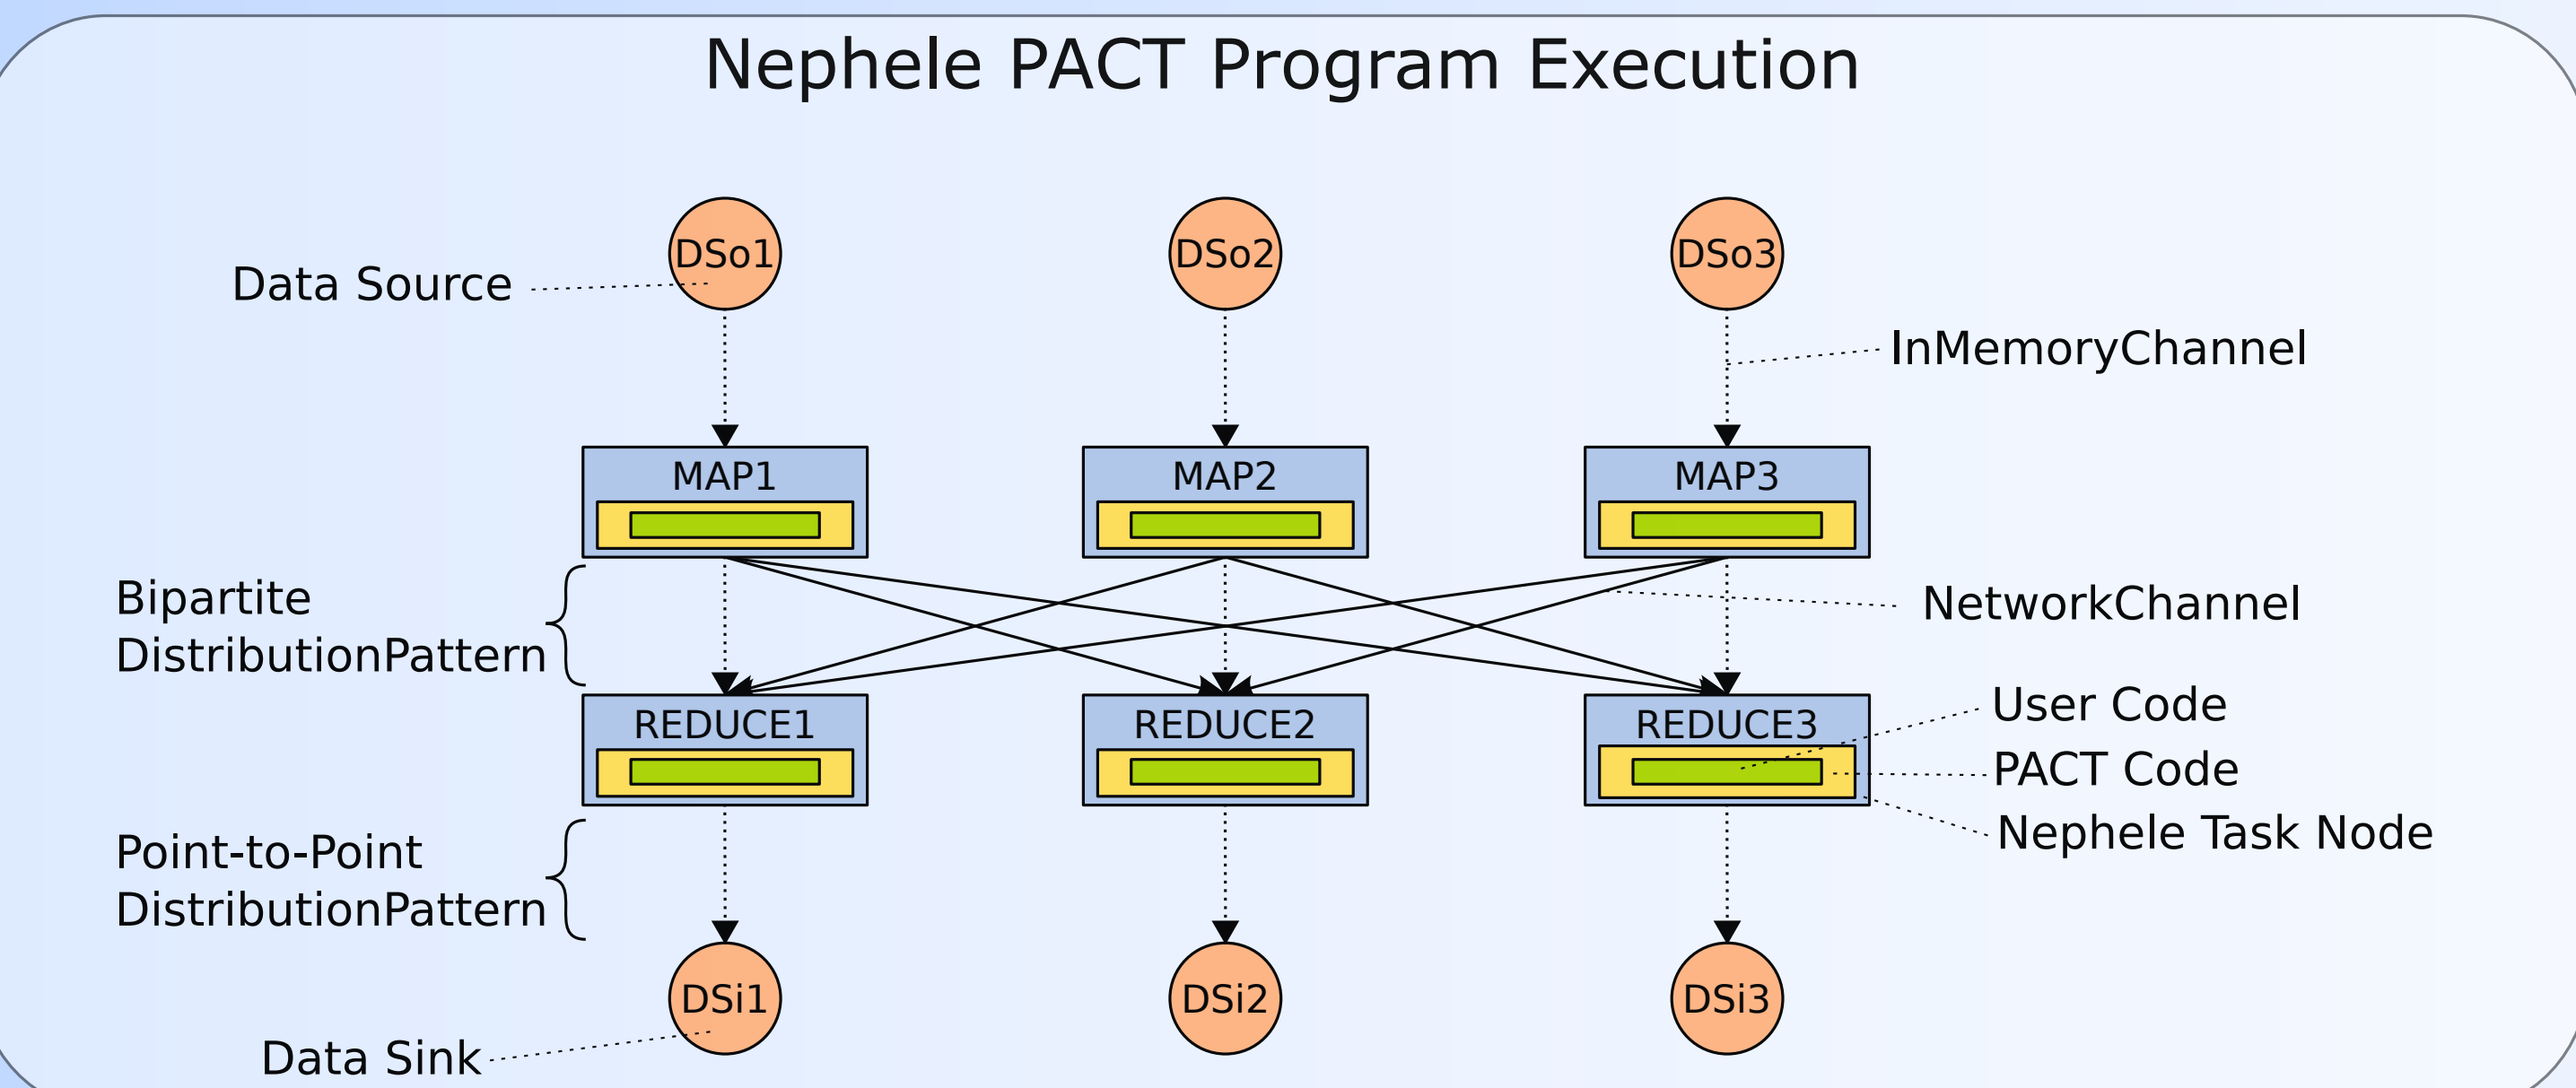 Nephele PACT Program Execution
DSo1
DSo2
DSo3
Data Source
InMemoryChannel
MAP1
MAP2
MAP3
Bipartite
DistributionPattern
NetworkChannel
REDUCE1
REDUCE2
REDUCE3
User Code
PACT Code
Nephele Task Node
Point-to-Point
DistributionPattern
DSi1
DSi2
DSi3
Data Sink